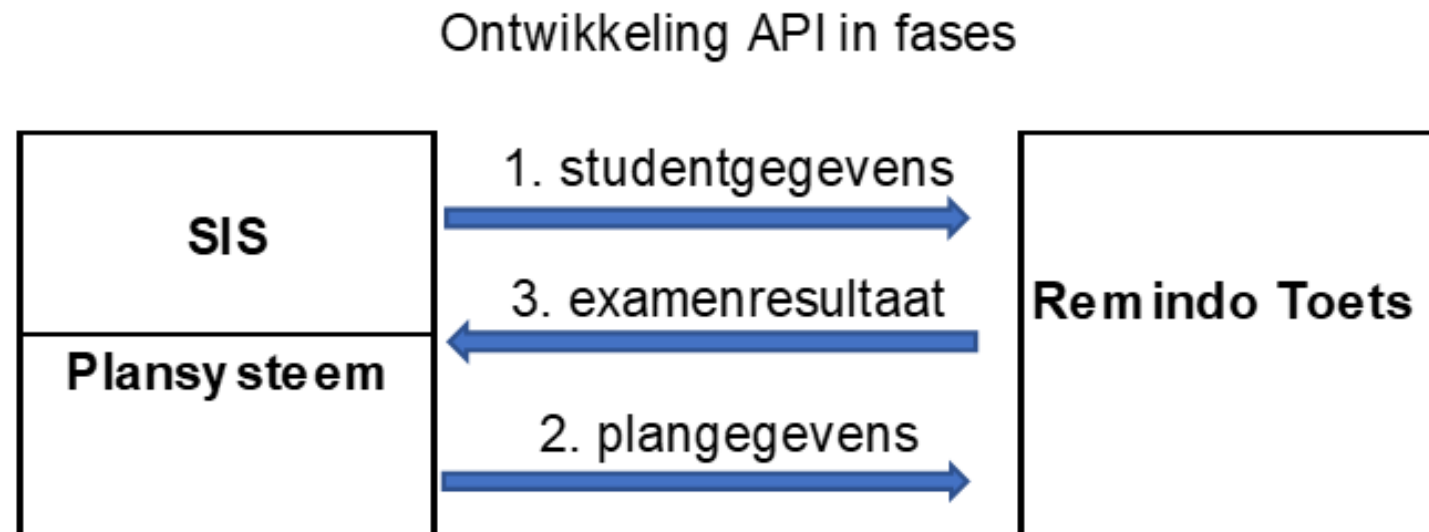 Ontwikkeling API in fases
1. studentgegevens
SIS
3. examenresultaat
Remindo Toets
Plansysteem
2. plangegevens